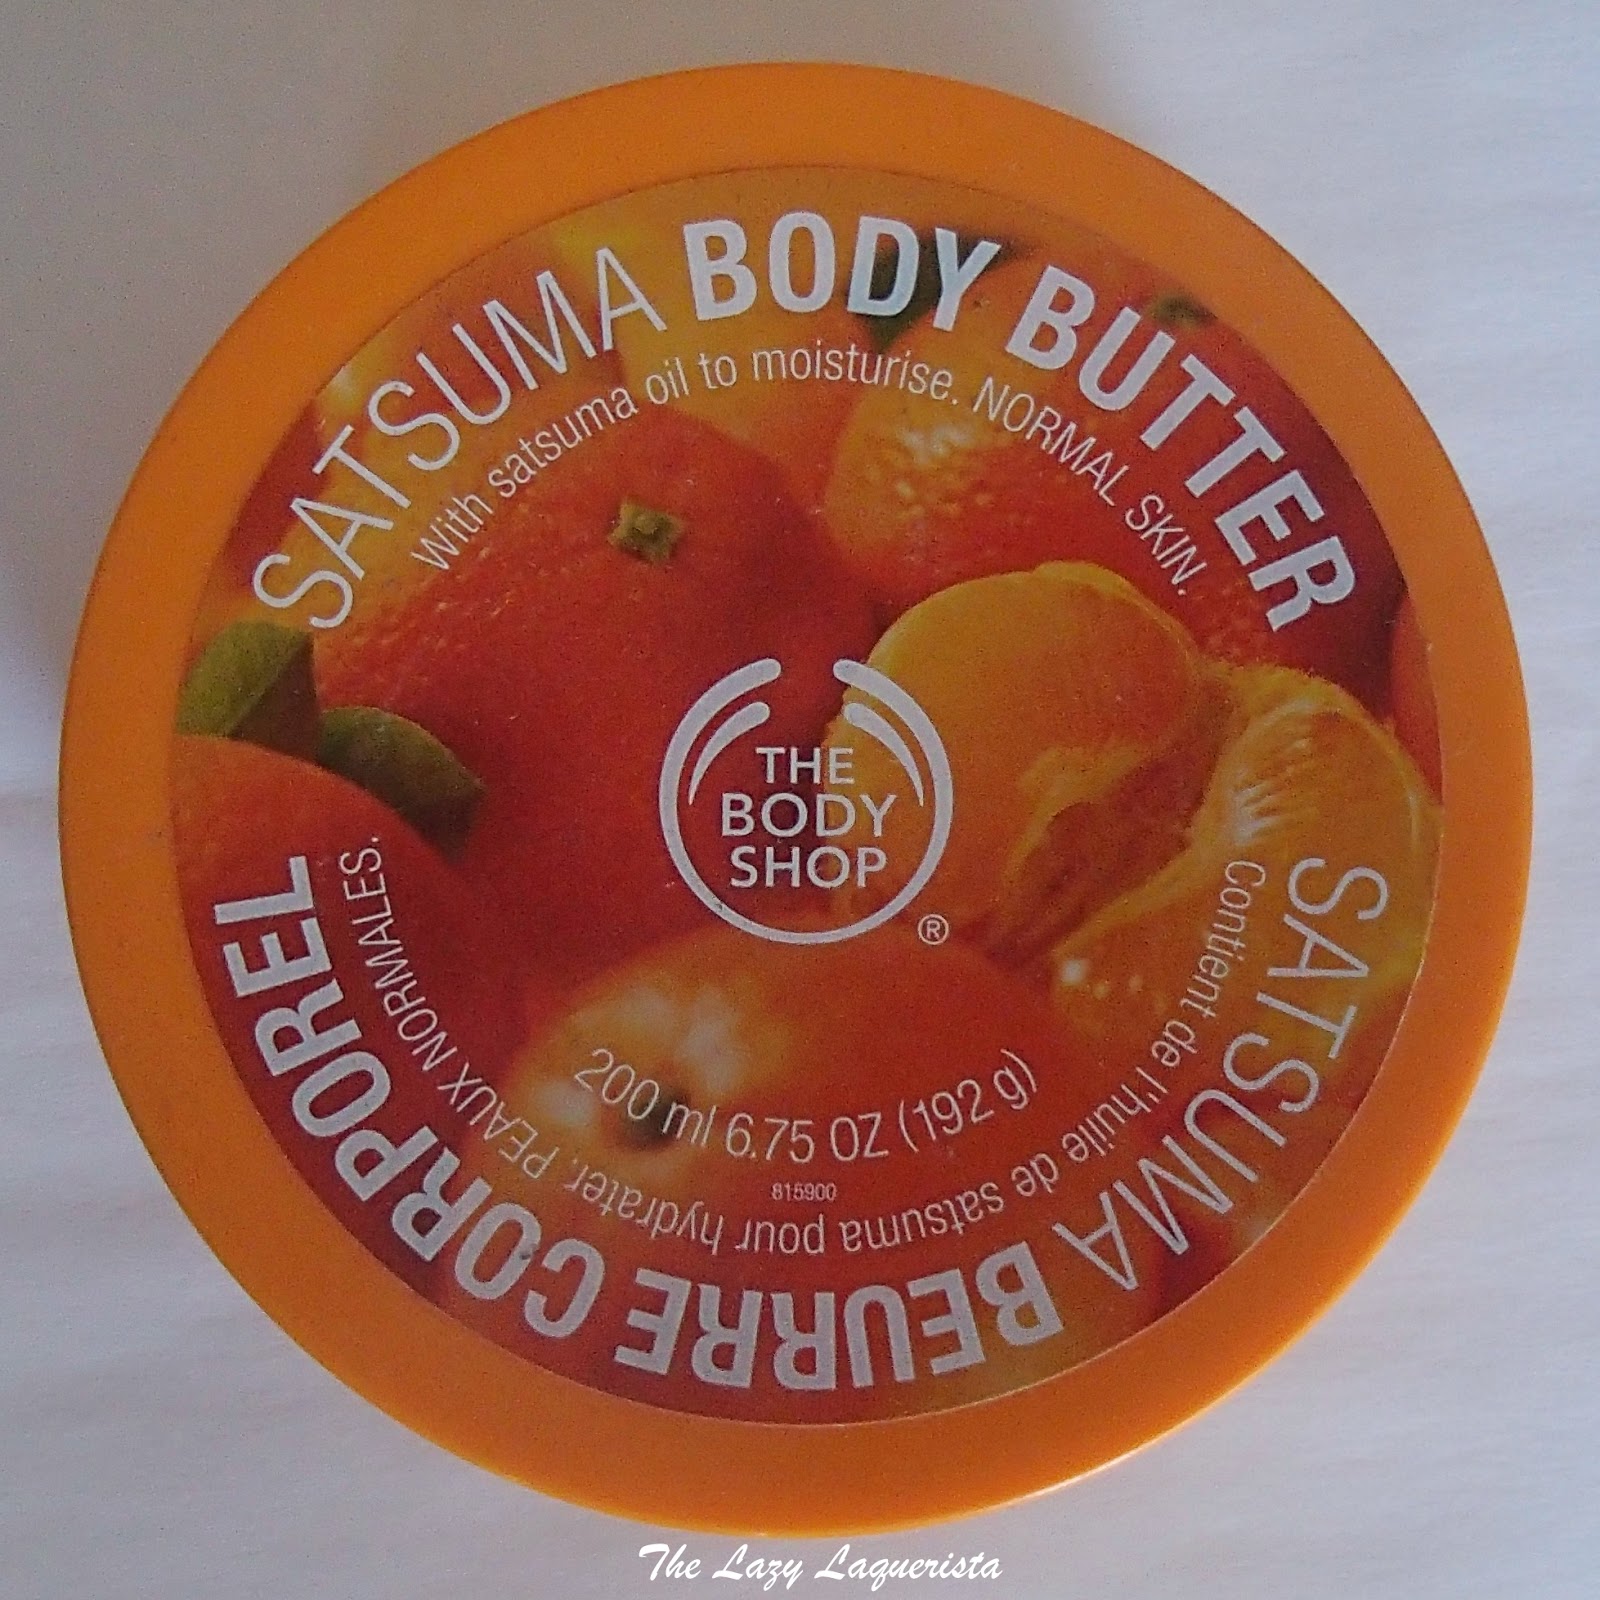 SATSUMA BODY BUTTER
With satsuma oil to moisturise. NORMAL SKIN.
THE
BODY
SHOP
®
200 ml 6.75 OZ (192 g)
815900
Contient de l'huile de satsuma pour hydrater. PEAUX NORMALES.
SATSUMA BEURRE CORPOREL
The Lazy Laquerista